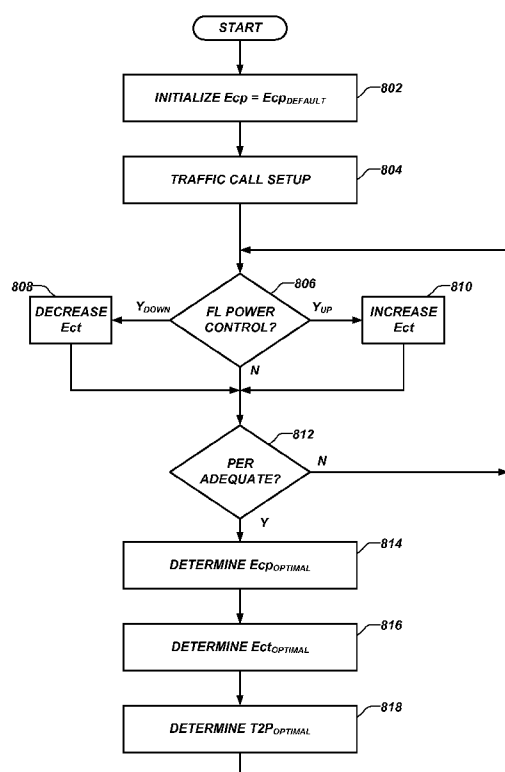 START
INITIALIZE Ecp = EcpDEFAULT
802
TRAFFIC CALL SETUP
804
806
808
810
DECREASE
Ect
YDOWN
FL POWER
CONTROL?
YUP
INCREASE
Ect
N
812
PER
ADEQUATE?
N
Y
DETERMINE EcpOPTIMAL
814
DETERMINE EctOPTIMAL
816
DETERMINE T2POPTIMAL
818